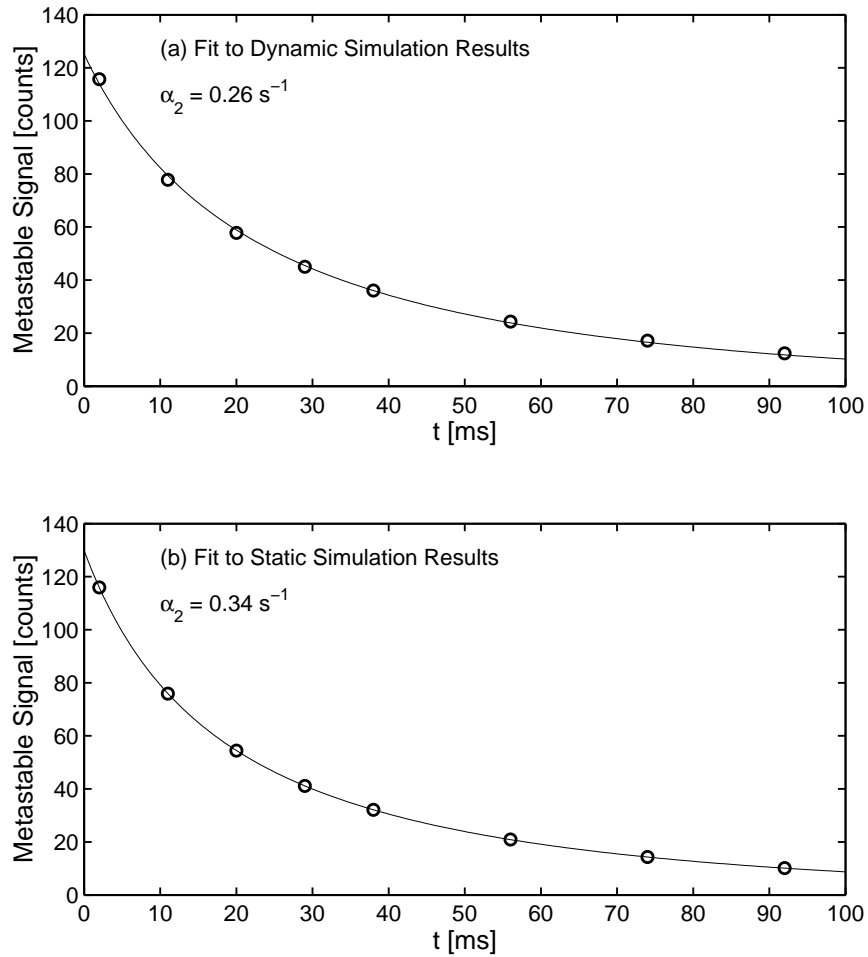 (a) Fit to Dynamic Simulation Results
α₂ = 0.26 s⁻¹
Metastable Signal [counts]
140
120
100
80
60
40
20
0
0 10 20 30 40 50 60 70 80 90 100
t [ms]
(b) Fit to Static Simulation Results
α₂ = 0.34 s⁻¹
Metastable Signal [counts]
140
120
100
80
60
40
20
0
0 10 20 30 40 50 60 70 80 90 100
t [ms]